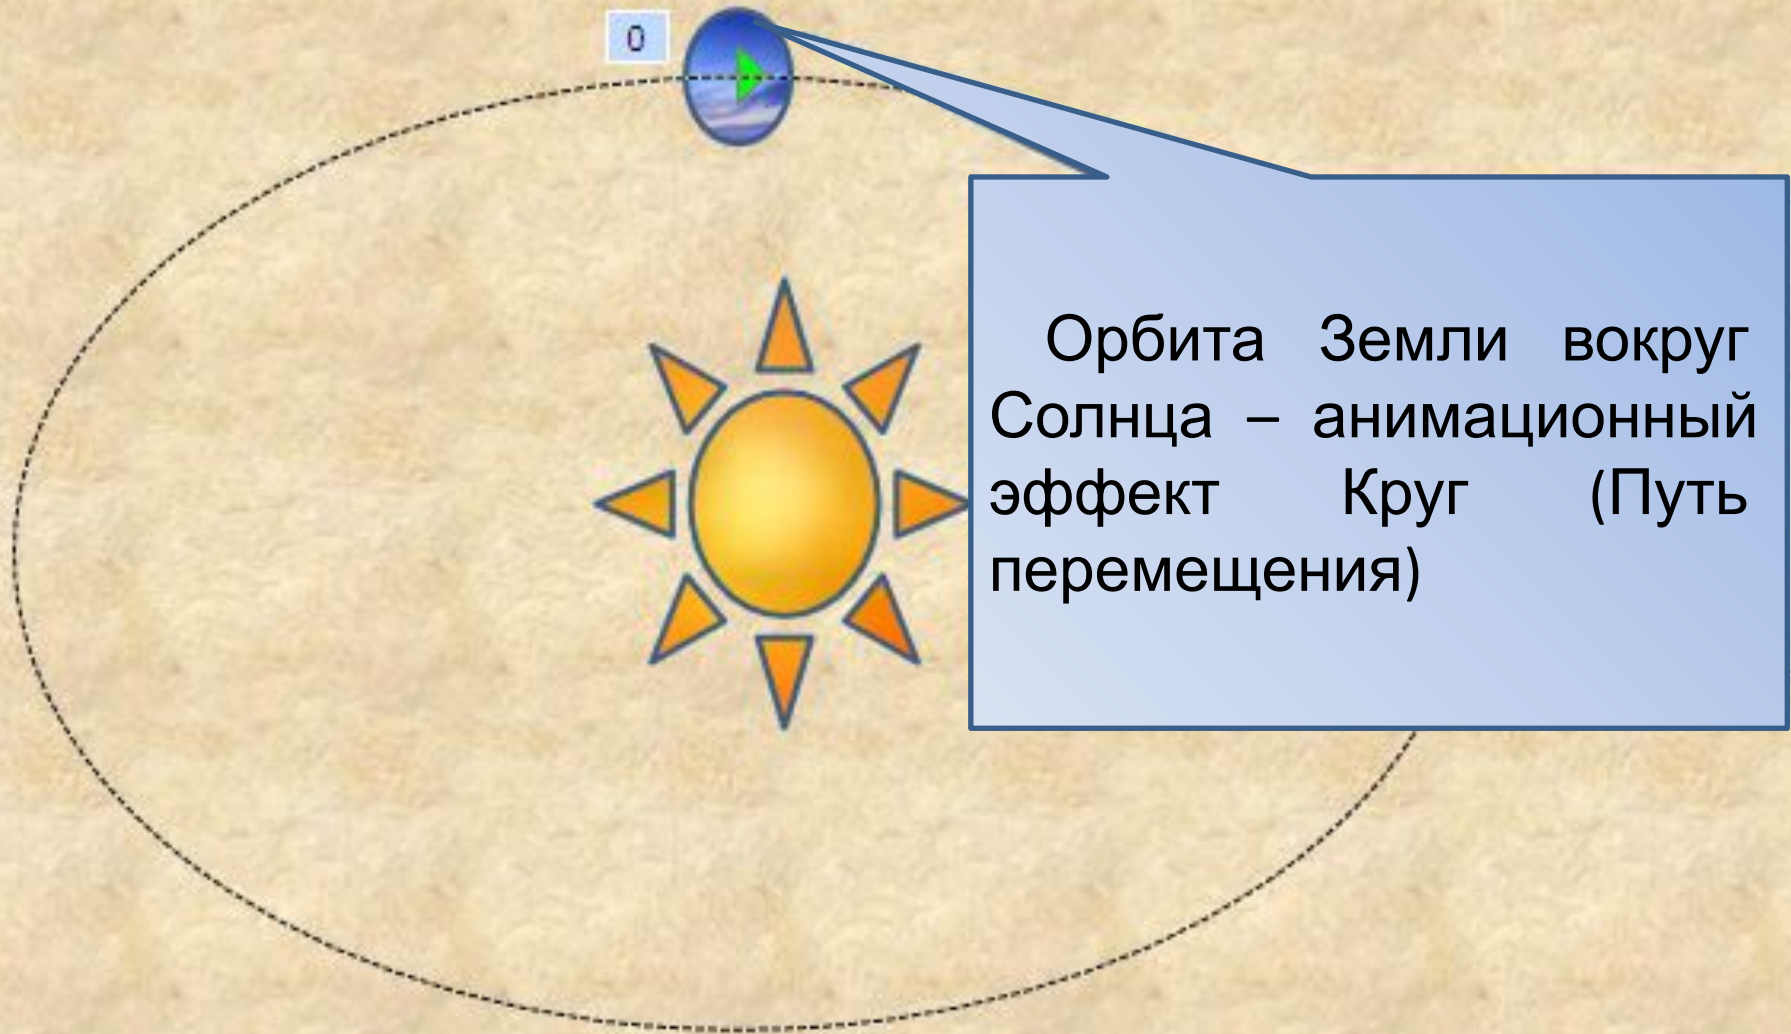 0
Орбита Земли вокруг
Солнца – анимационный
эффект Круг (Путь
перемещения)